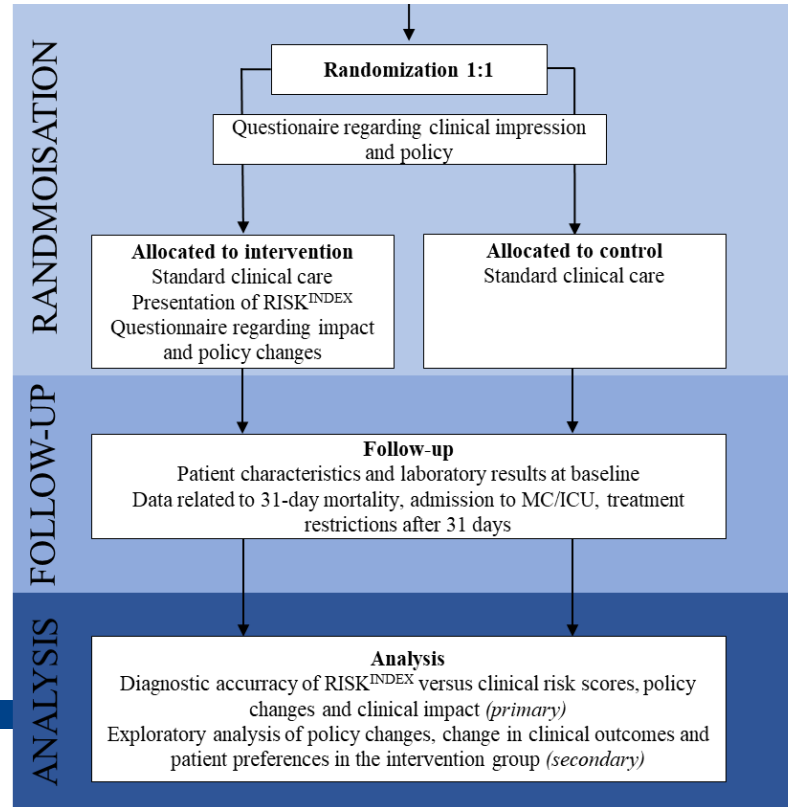 RANDMOISATION
Randomization 1:1
Questionaire regarding clinical impression
and policy
Allocated to intervention
Standard clinical care
Presentation of RISK^INDEX
Questionnaire regarding impact
and policy changes
Allocated to control
Standard clinical care
FOLLOW-UP
Follow-up
Patient characteristics and laboratory results at baseline
Data related to 31-day mortality, admission to MC/ICU, treatment
restrictions after 31 days
ANALYSIS
Analysis
Diagnostic accurracy of RISK^INDEX versus clinical risk scores, policy
changes and clinical impact (primary)
Exploratory analysis of policy changes, change in clinical outcomes and
patient preferences in the intervention group (secondary)